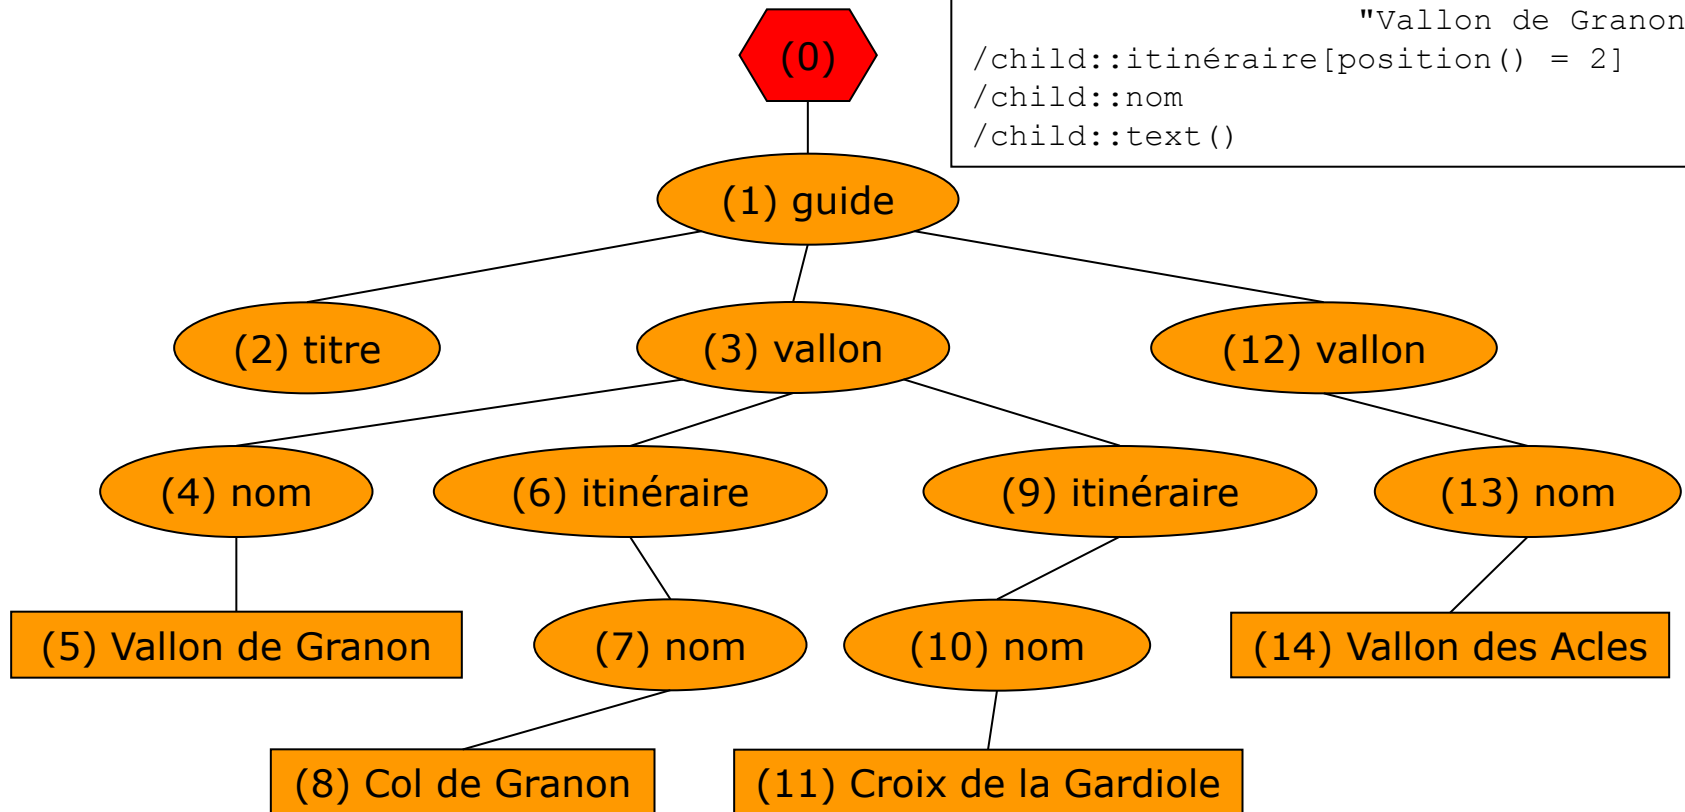 "Vallon de Granon
/child::itinéraire[position() = 2]
/child::nom
/child::text()
(0)
(1) guide
(2) titre
(3) vallon
(12) vallon
(4) nom
(6) itinéraire
(9) itinéraire
(13) nom
(5) Vallon de Granon
(7) nom
(10) nom
(14) Vallon des Acles
(8) Col de Granon
(11) Croix de la Gardiole